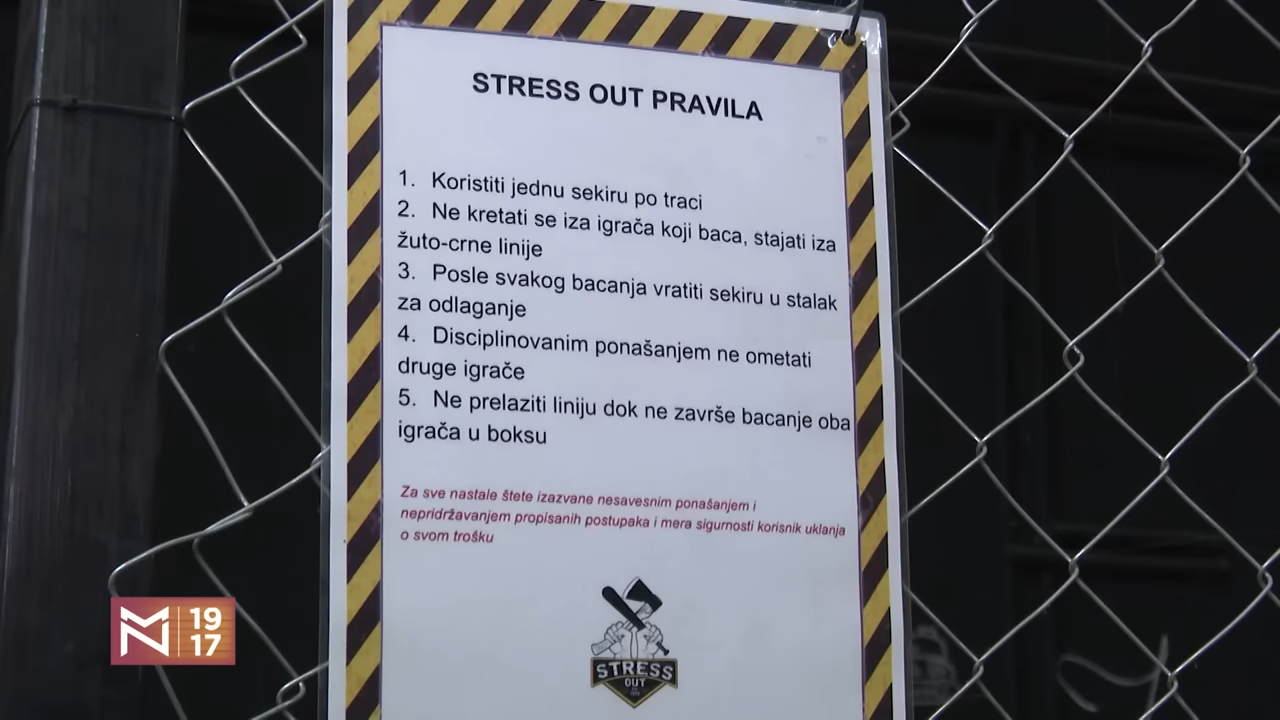 STRESS OUT PRAVILA
1. Koristiti jednu sekiru po traci
2. Ne kretati se iza igrača koji baca, stajati iza
žuto-crne linije
3. Posle svakog bacanja vratiti sekiru u stalak
za odlaganje
4. Disciplinovanim ponašanjem ne ometati
druge igrače
5. Ne prelaziti liniju dok ne završe bacanje oba
igrača u boksu
Za sve nastale štete izazvane nesavesnim ponašanjem i
nepridržavanjem propisanih postupaka i mera sigurnosti korisnik uklanja
o svom trošku
STRESS
OUT
19
17